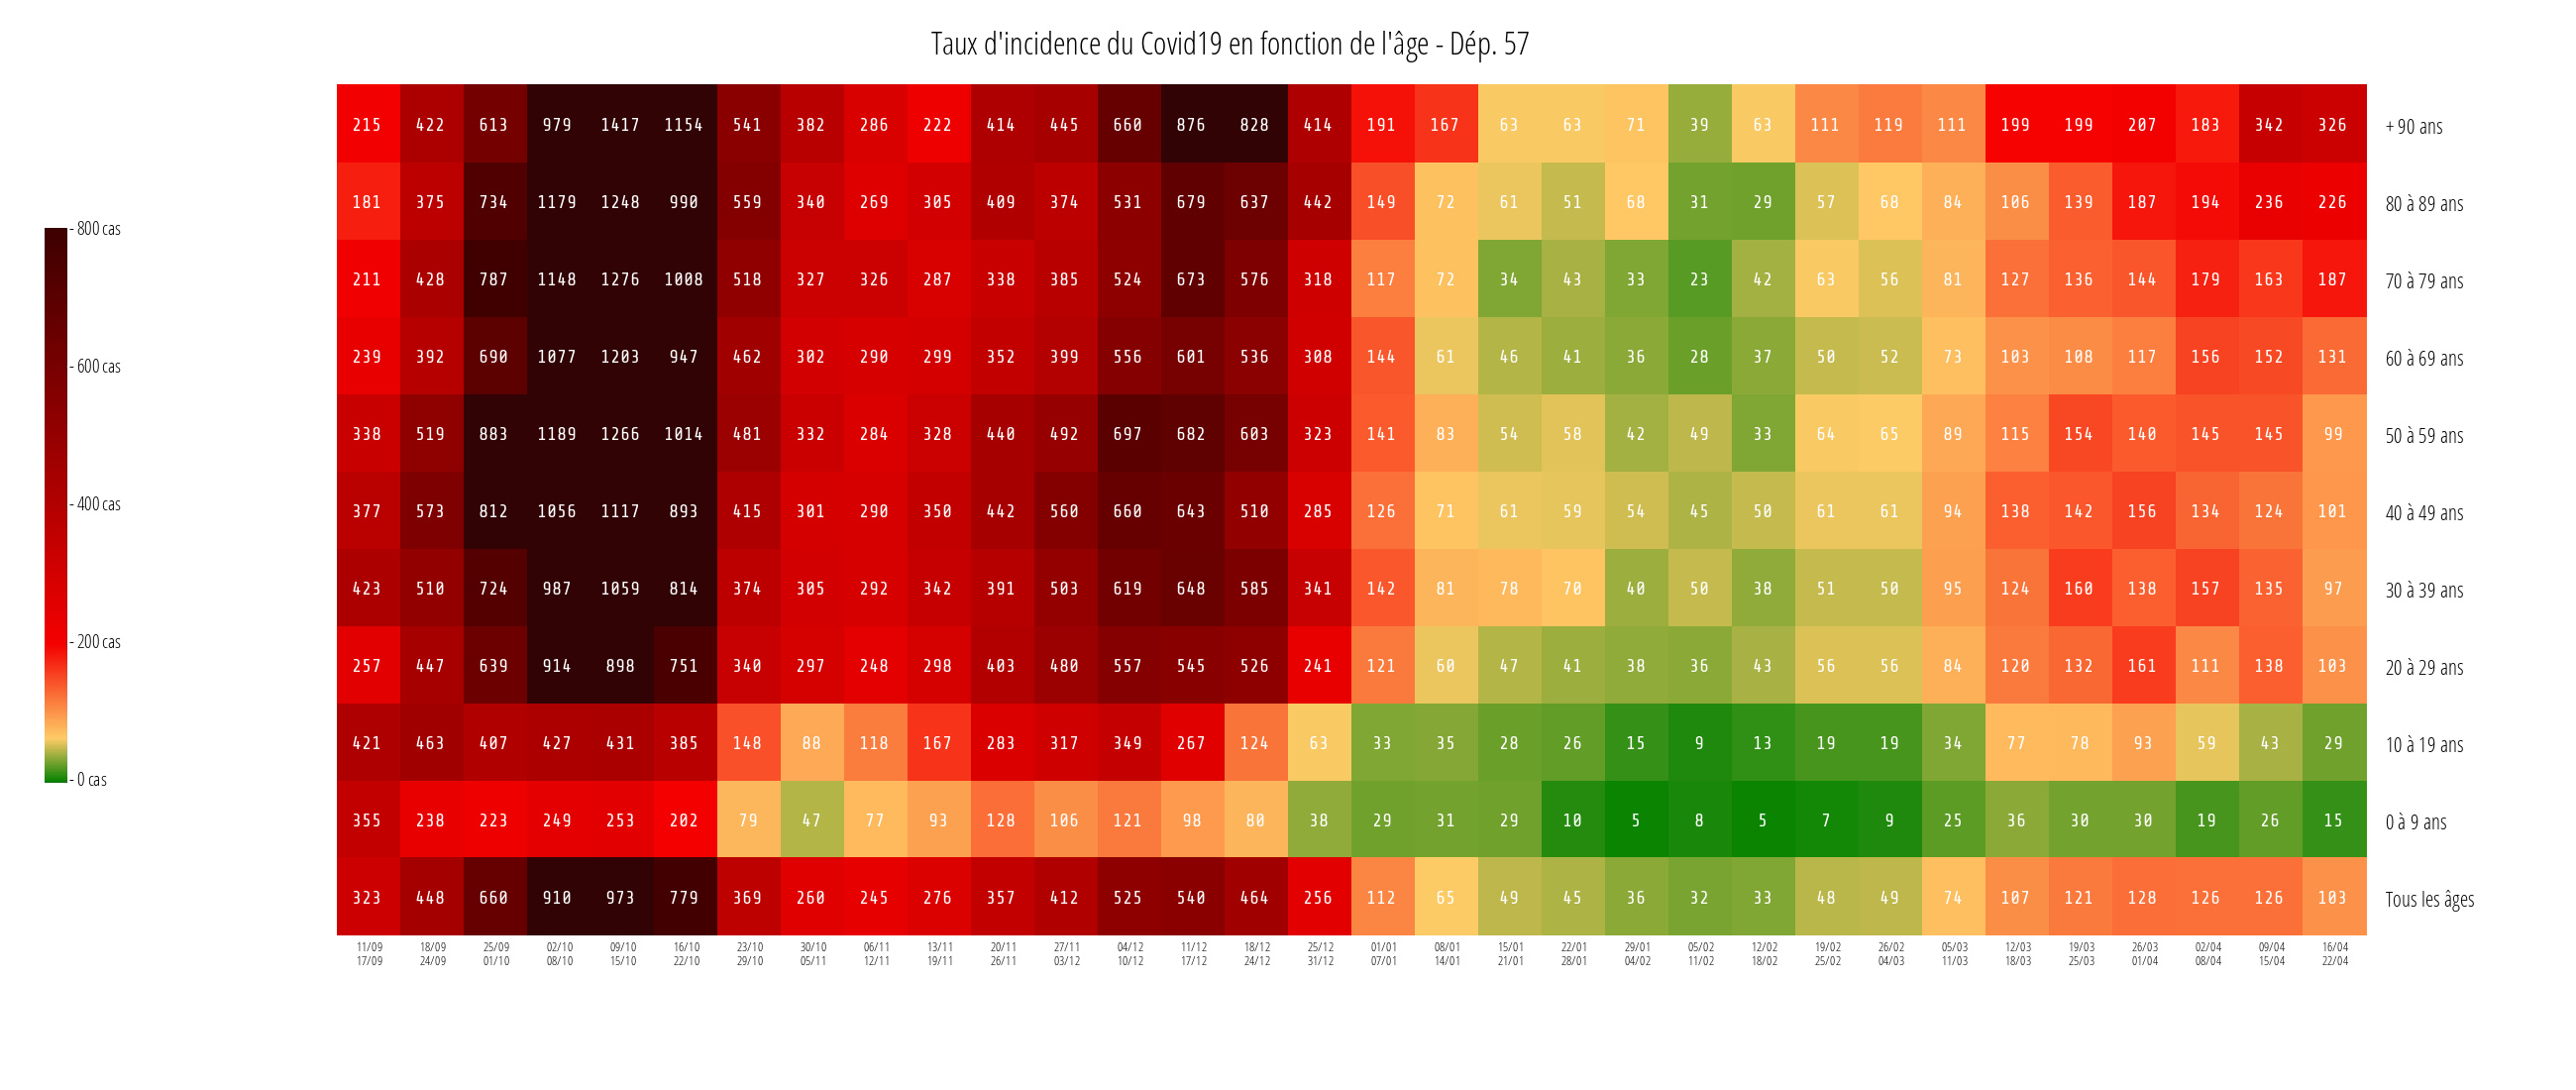 Taux d'incidence du Covid19 en fonction de l'âge - Dép. 57
- 800 cas
- 600 cas
- 400 cas
- 200 cas
- 0 cas
215 422 613 979 1417 1154 541 382 286 222 414 445 660 876 828 414 191 167 63 63 71 39 63 111 119 111 199 199 207 183 342 326 + 90 ans
181 375 734 1179 1248 990 559 340 269 305 409 374 531 679 637 442 149 72 61 51 68 31 29 57 68 84 106 139 187 194 236 226 80 à 89 ans
211 428 787 1148 1276 1008 518 327 326 287 338 385 524 673 576 318 117 72 34 43 33 23 42 63 56 81 127 136 144 179 163 187 70 à 79 ans
239 392 690 1077 1203 947 462 302 290 299 352 399 556 601 536 308 144 61 46 41 36 28 37 50 52 73 103 108 117 156 152 131 60 à 69 ans
338 519 883 1189 1266 1014 481 332 284 328 440 492 697 682 603 323 141 83 54 58 42 49 33 64 65 89 115 154 140 145 145 99 50 à 59 ans
377 573 812 1056 1117 893 415 301 290 350 442 560 660 643 510 285 126 71 61 59 54 45 50 61 61 94 138 142 156 134 124 101 40 à 49 ans
423 510 724 987 1059 814 374 305 292 342 391 503 619 648 585 341 142 81 78 70 40 50 38 51 50 95 124 160 138 157 135 97 30 à 39 ans
257 447 639 914 898 751 340 297 248 298 403 480 557 545 526 241 121 60 47 41 38 36 43 56 56 84 120 132 161 111 138 103 20 à 29 ans
421 463 407 427 431 385 148 88 118 167 283 317 349 267 124 63 33 35 28 26 15 9 13 19 19 34 77 78 93 59 43 29 10 à 19 ans
355 238 223 249 253 202 79 47 77 93 128 106 121 98 80 38 29 31 29 10 5 8 5 7 9 25 36 30 30 19 26 15 0 à 9 ans
323 448 660 910 973 779 369 260 245 276 357 412 525 540 464 256 112 65 49 45 36 32 33 48 49 74 107 121 128 126 126 103 Tous les âges
11/09 18/09 25/09 02/10 09/10 16/10 23/10 30/10 06/11 13/11 20/11 27/11 04/12 11/12 18/12 25/12 01/01 08/01 15/01 22/01 29/01 05/02 12/02 19/02 26/02 05/03 12/03 19/03 26/03 02/04 09/04 16/04
17/09 24/09 01/10 08/10 15/10 22/10 29/10 05/11 12/11 19/11 26/11 03/12 10/12 17/12 24/12 31/12 07/01 14/01 21/01 28/01 04/02 11/02 18/02 25/02 04/03 11/03 18/03 25/03 01/04 08/04 15/04 22/04